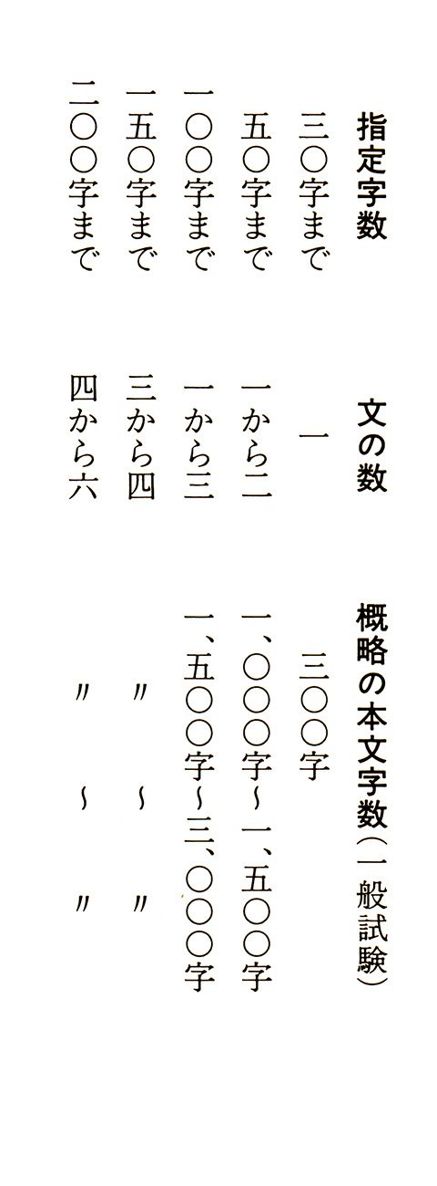 指定字数　文の数　概略の本文字数(一般試験)
三〇字まで　一　三〇〇字
五〇字まで　一から二　一、〇〇〇字〜一、五〇〇字
一〇〇字まで　一から三　一、五〇〇字〜三、〇〇〇字
一五〇字まで　三から四　〃　〜　〃
二〇〇字まで　四から六　〃　〜　〃